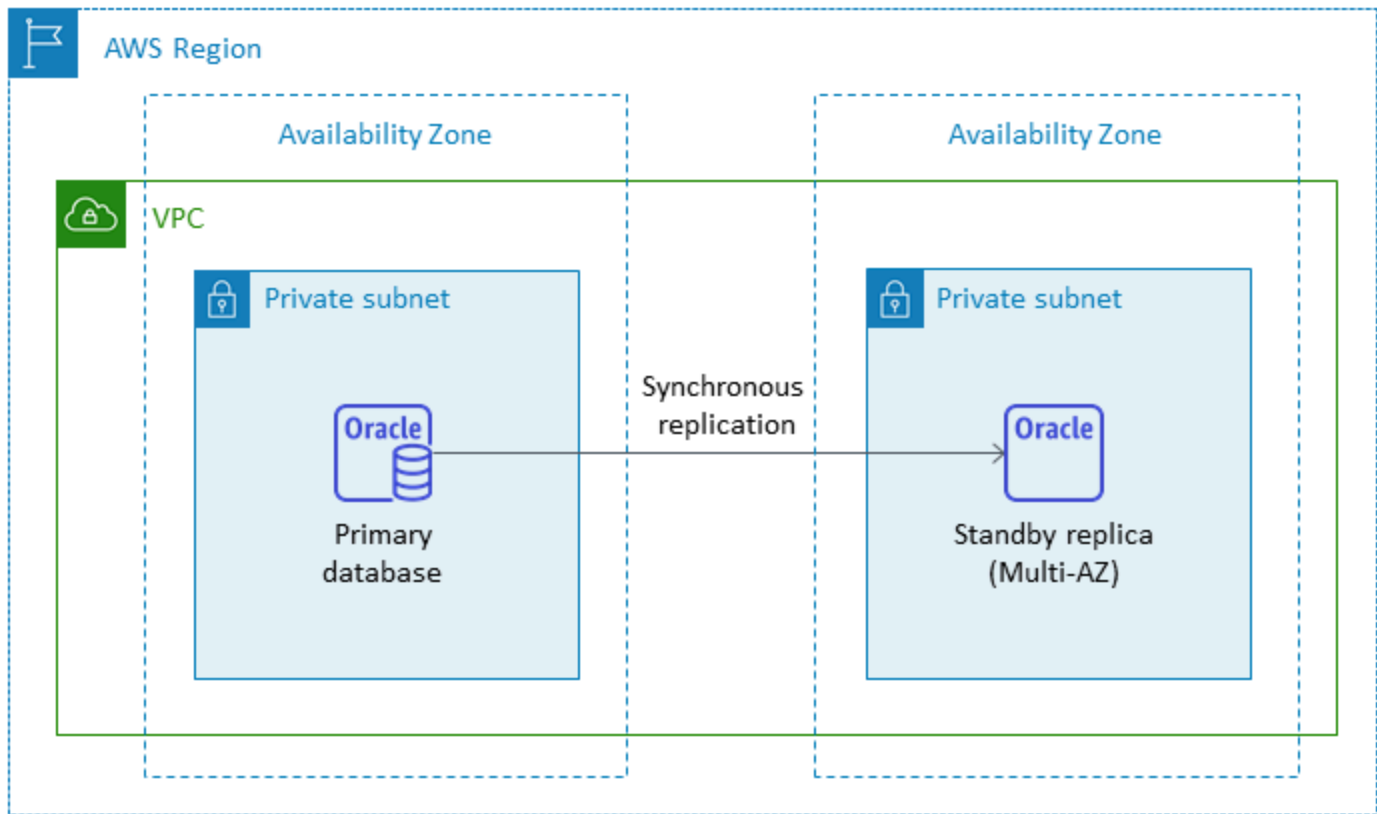 AWS Region
Availability Zone
Availability Zone
VPC
Private subnet
Private subnet
Synchronous
replication
Oracle
Oracle
Primary
database
Standby replica
(Multi-AZ)